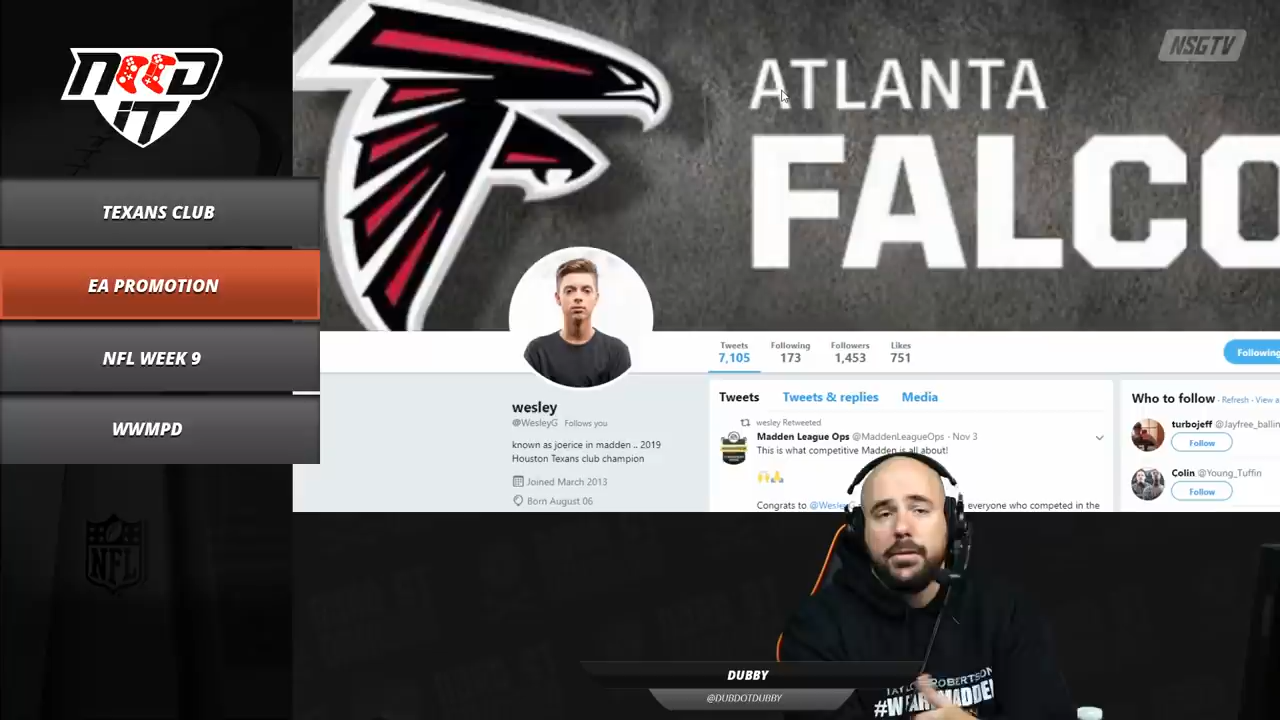 NERD
IT
TEXANS CLUB
EA PROMOTION
NFL WEEK 9
WWMPD
NFL
NSGTV
ATLANTA
FALCO
Tweets Following Followers Likes
7,105 173 1,453 751
Following
wesley
@WesleyG Follows you
known as joerice in madden .. 2019
Houston Texans club champion
Joined March 2013
Born August 06
Tweets Tweets & replies Media
wesley Retweeted
Madden League Ops @MaddenLeagueOps · Nov 3
This is what competitive Madden is all about!
🙌🙏
Congrats to @Wesley everyone who competed in the
Who to follow · Refresh · View a
turbojeff @Jayfree_ballin
Follow
Colin @Young_Tuffin
Follow
DUBBY
@DUBDOTDUBBY